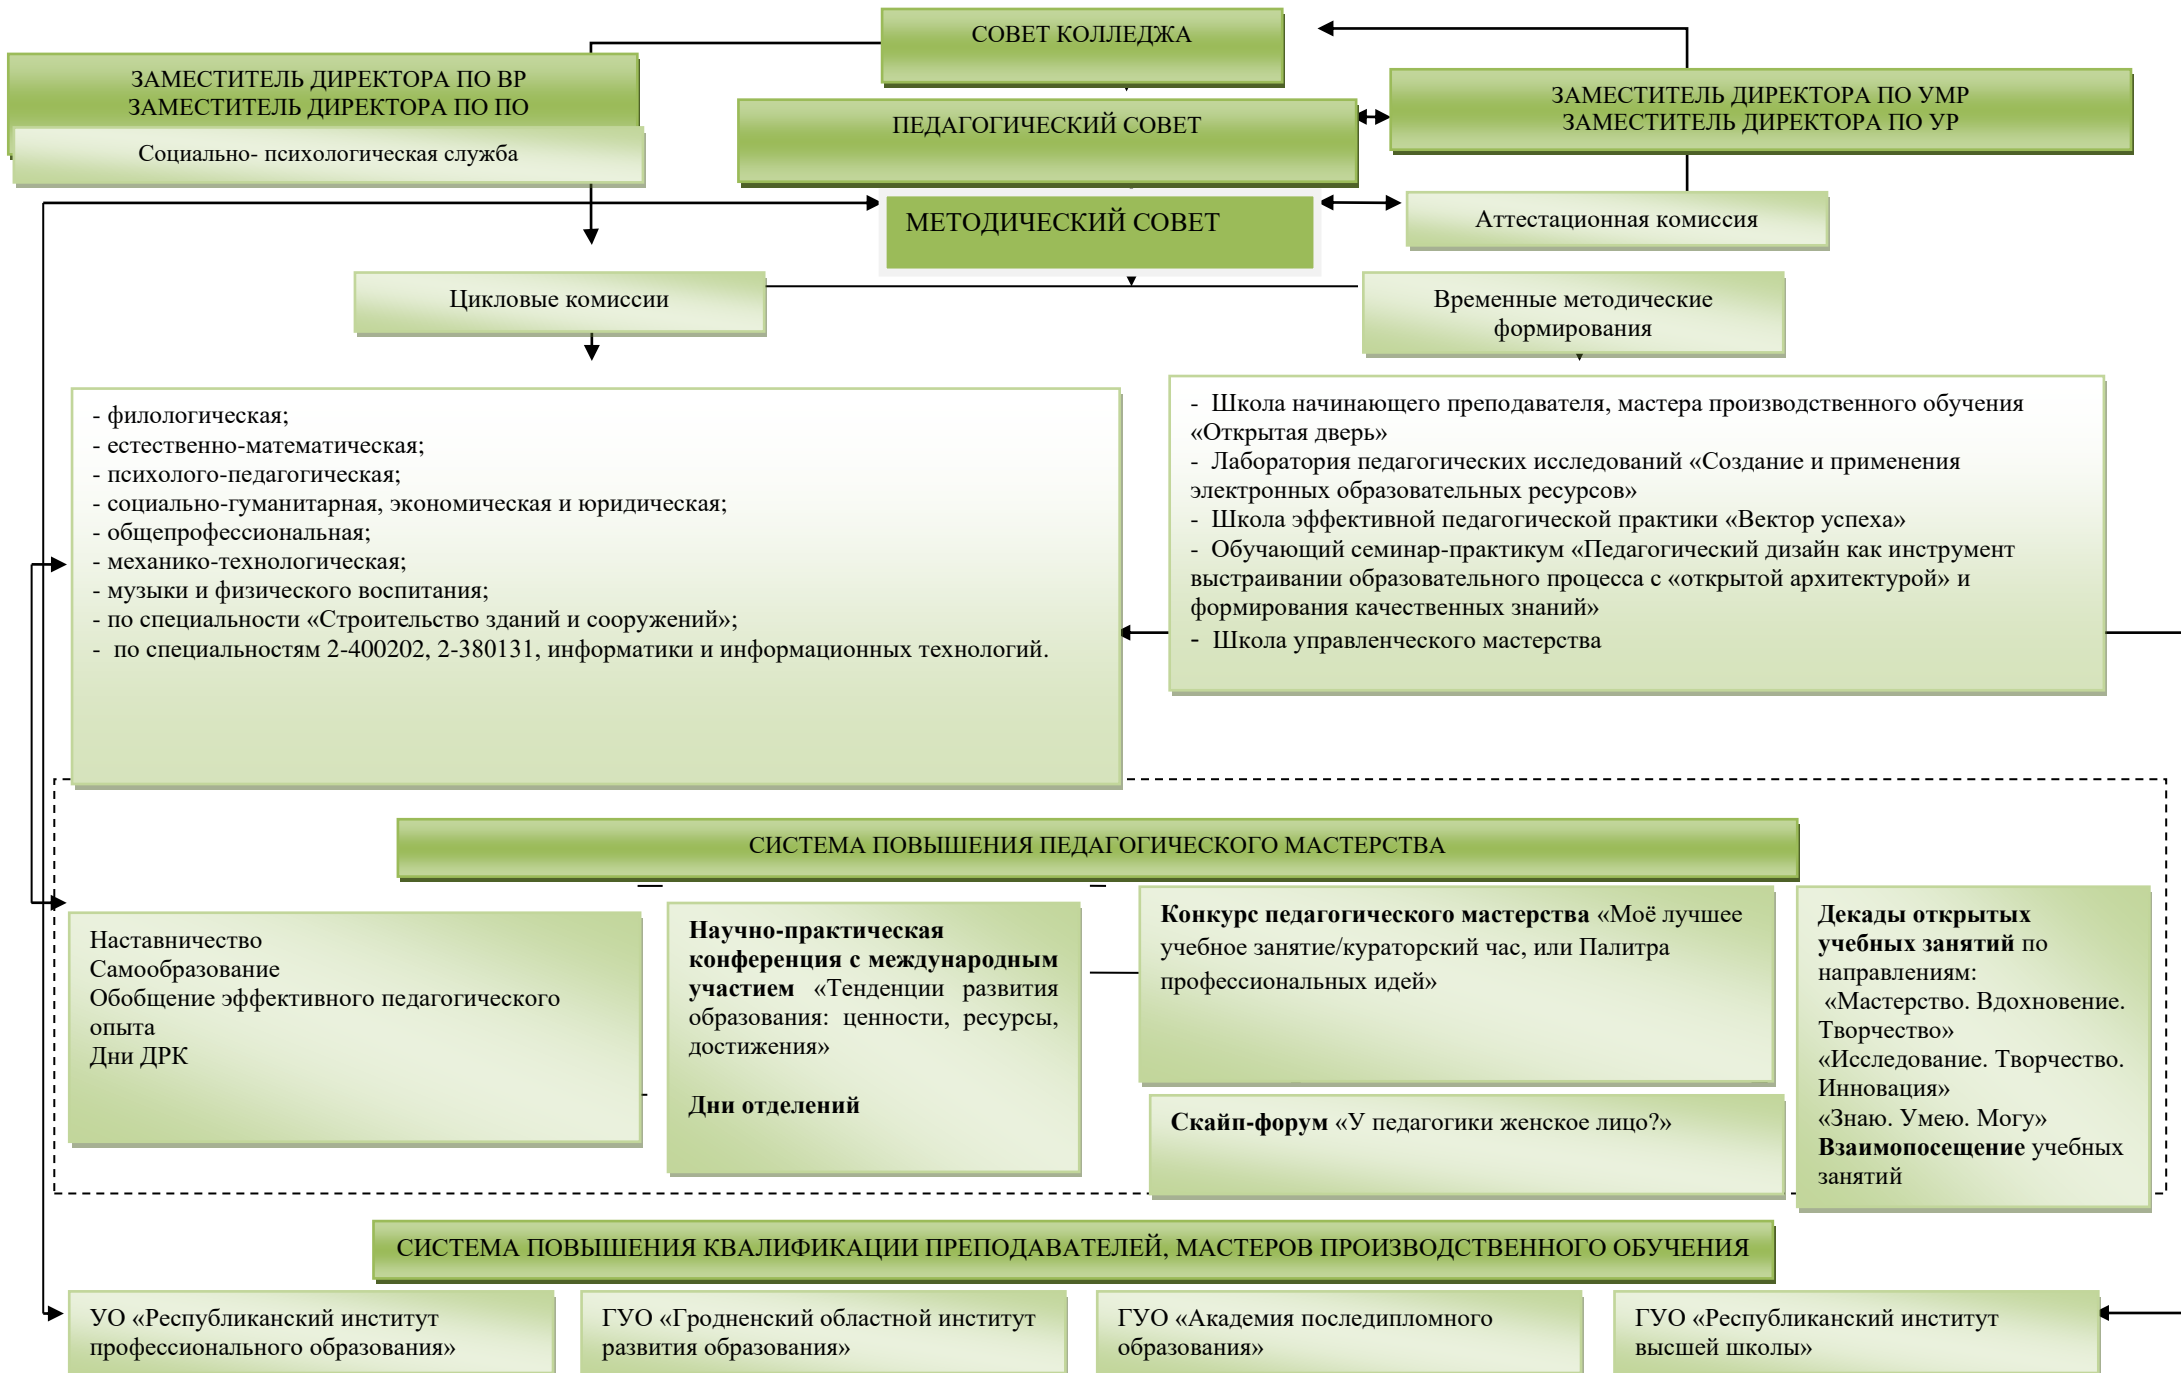 СОВЕТ КОЛЛЕДЖА
ЗАМЕСТИТЕЛЬ ДИРЕКТОРА ПО ВР
ЗАМЕСТИТЕЛЬ ДИРЕКТОРА ПО ПО
Социально- психологическая служба
ПЕДАГОГИЧЕСКИЙ СОВЕТ
ЗАМЕСТИТЕЛЬ ДИРЕКТОРА ПО УМР
ЗАМЕСТИТЕЛЬ ДИРЕКТОРА ПО УР
МЕТОДИЧЕСКИЙ СОВЕТ
Аттестационная комиссия
Цикловые комиссии
Временные методические
формирования
- филологическая;
- естественно-математическая;
- психолого-педагогическая;
- социально-гуманитарная, экономическая и юридическая;
- общепрофессиональная;
- механико-технологическая;
- музыки и физического воспитания;
- по специальности «Строительство зданий и сооружений»;
- по специальностям 2-400202, 2-380131, информатики и информационных технологий.
- Школа начинающего преподавателя, мастера производственного обучения
«Открытая дверь»
- Лаборатория педагогических исследований «Создание и применения
электронных образовательных ресурсов»
- Школа эффективной педагогической практики «Вектор успеха»
- Обучающий семинар-практикум «Педагогический дизайн как инструмент
выстраивании образовательного процесса с «открытой архитектурой» и
формирования качественных знаний»
- Школа управленческого мастерства
СИСТЕМА ПОВЫШЕНИЯ ПЕДАГОГИЧЕСКОГО МАСТЕРСТВА
Наставничество
Самообразование
Обобщение эффективного педагогического
опыта
Дни ДРК
Научно-практическая
конференция с международным
участием «Тенденции развития
образования: ценности, ресурсы,
достижения»
Дни отделений
Конкурс педагогического мастерства «Моё лучшее
учебное занятие/кураторский час, или Палитра
профессиональных идей»
Скайп-форум «У педагогики женское лицо?»
Декады открытых
учебных занятий по
направлениям:
«Мастерство. Вдохновение.
Творчество»
«Исследование. Творчество.
Инновация»
«Знаю. Умею. Могу»
Взаимопосещение учебных
занятий
СИСТЕМА ПОВЫШЕНИЯ КВАЛИФИКАЦИИ ПРЕПОДАВАТЕЛЕЙ, МАСТЕРОВ ПРОИЗВОДСТВЕННОГО ОБУЧЕНИЯ
УО «Республиканский институт
профессионального образования»
ГУО «Гродненский областной институт
развития образования»
ГУО «Академия последипломного
образования»
ГУО «Республиканский институт
высшей школы»